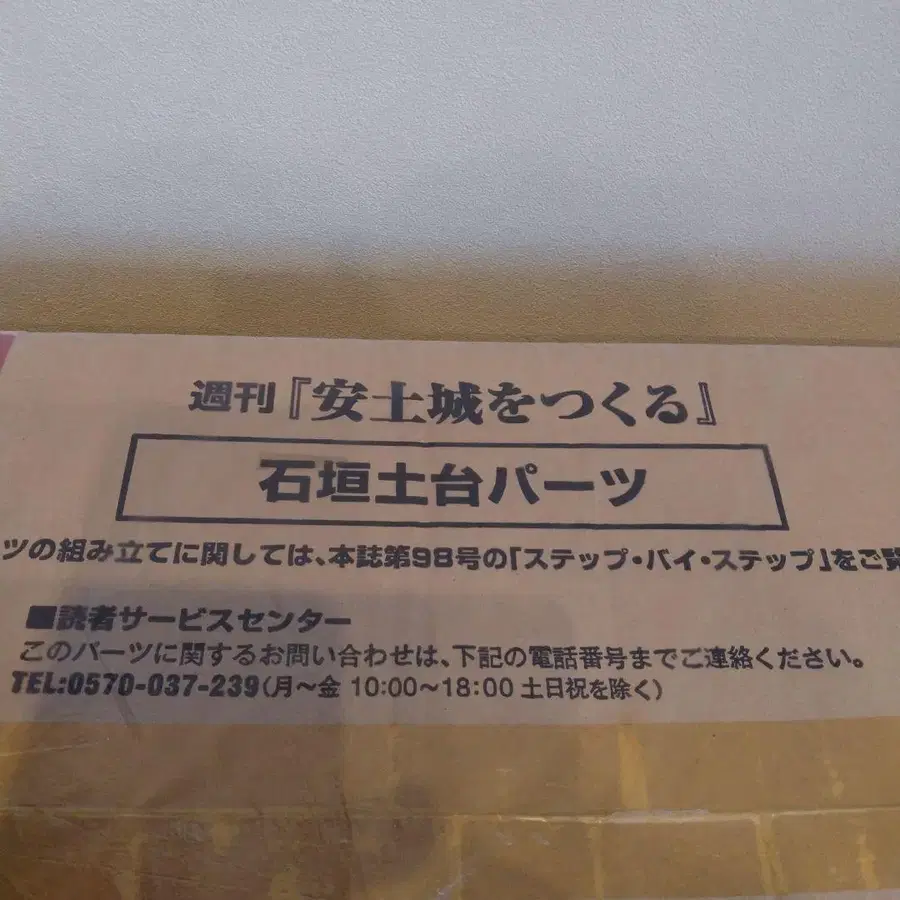 週刊『安土城をつくる』
石垣土台パーツ
ツの組み立てに関しては、本誌第98号の「ステップ・バイ・ステップ」をご
■読者サービスセンター
このパーツに関するお問い合わせは、下記の電話番号までご連絡ください。
TEL:0570-037-239(月〜金 10:00〜18:00 土日祝を除く)